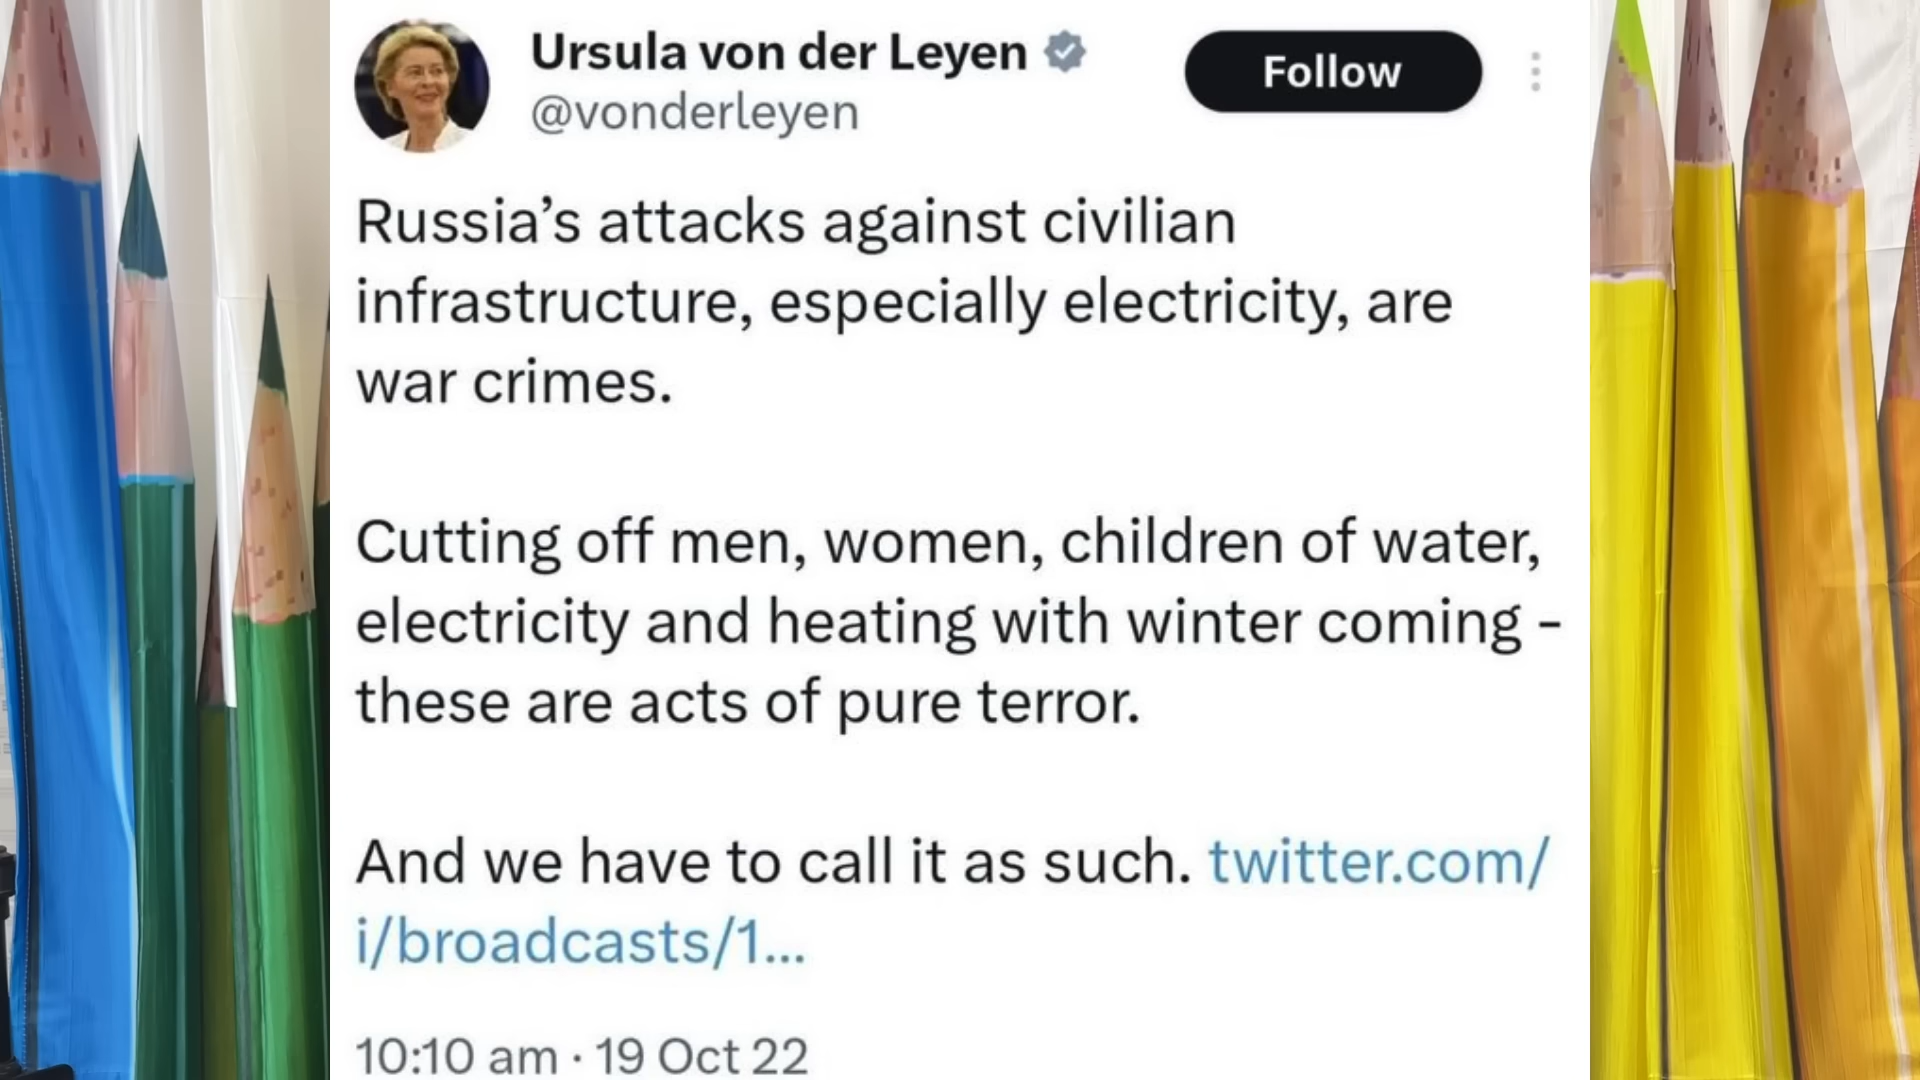 Ursula von der Leyen
@vonderleyen
Follow
Russia’s attacks against civilian
infrastructure, especially electricity, are
war crimes.
Cutting off men, women, children of water,
electricity and heating with winter coming -
these are acts of pure terror.
And we have to call it as such. twitter.com/
i/broadcasts/1...
10:10 am · 19 Oct 22